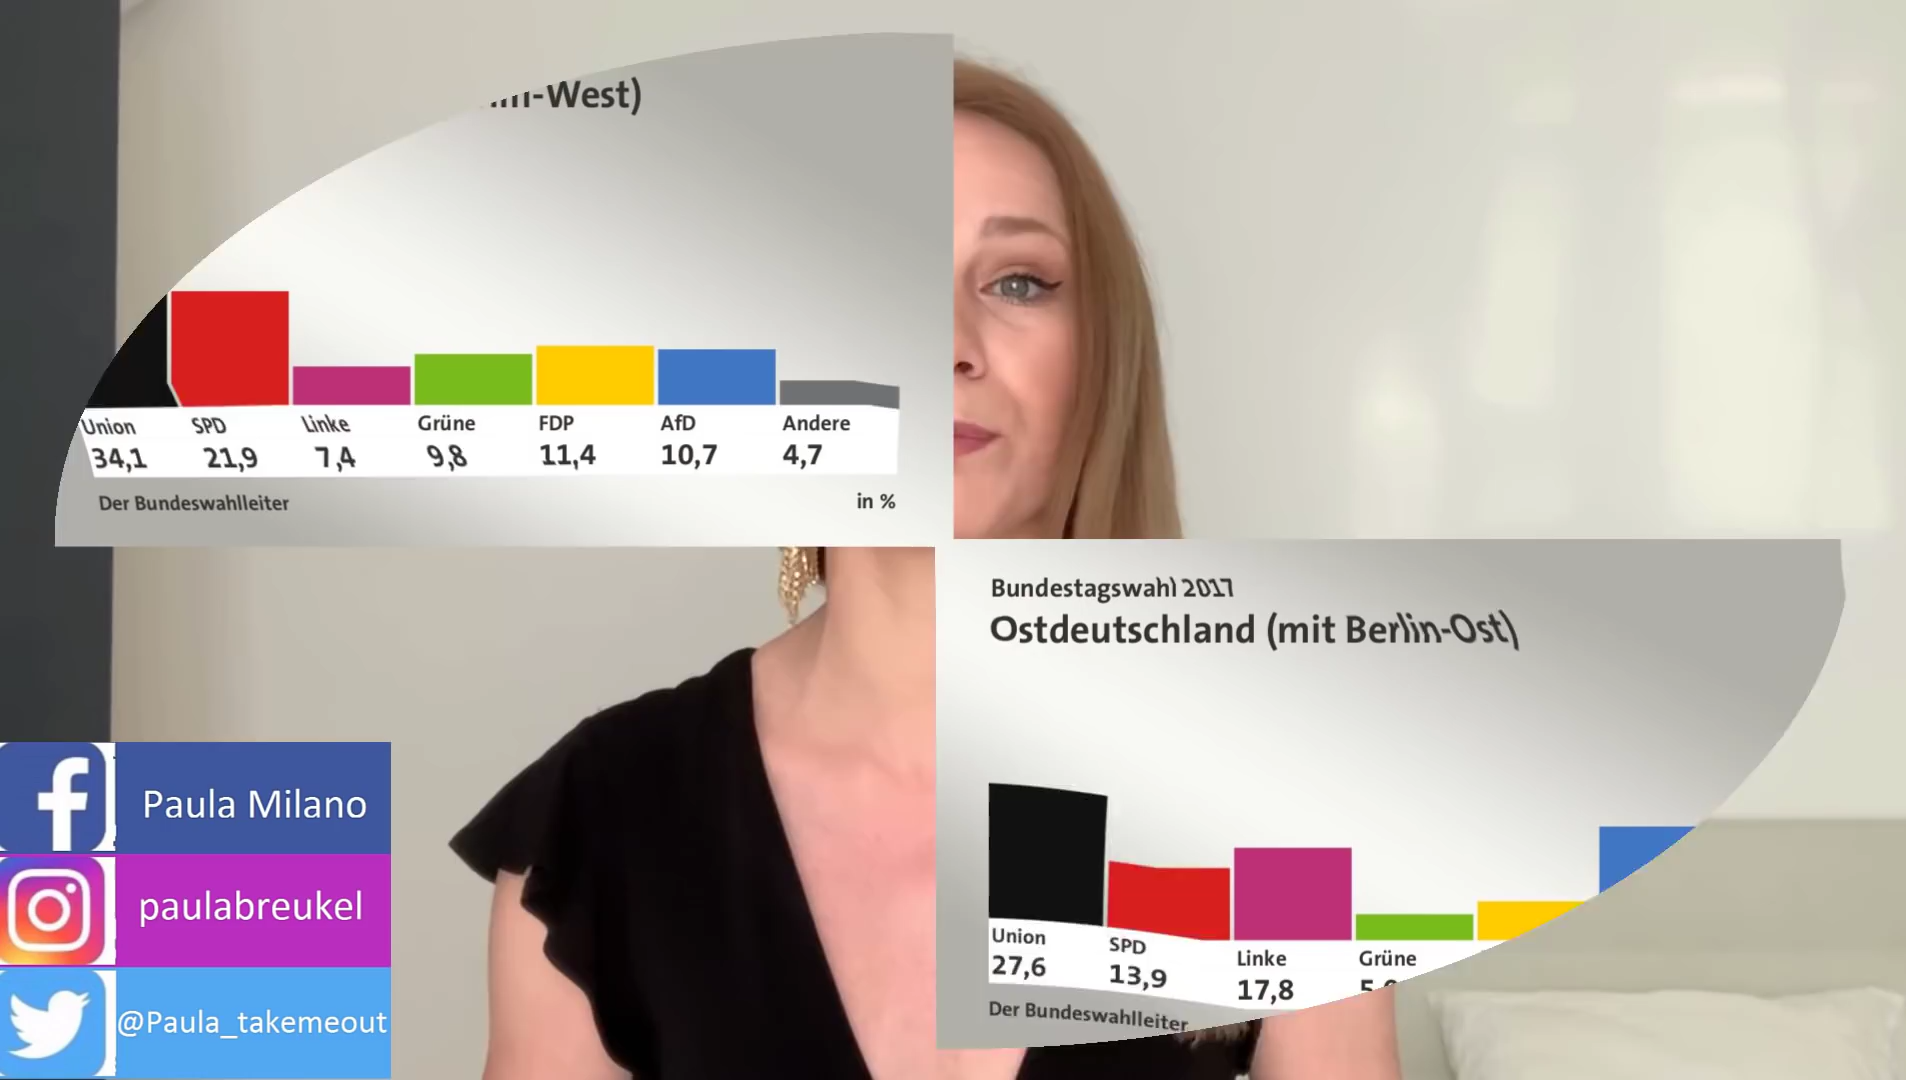 -West)
Union SPD Linke Grüne FDP AfD Andere
34,1 21,9 7,4 9,8 11,4 10,7 4,7
Der Bundeswahlleiter in %
Bundestagswahl 2017
Ostdeutschland (mit Berlin-Ost)
Union SPD Linke Grüne
27,6 13,9 17,8
Der Bundeswahlleiter
Paula Milano
paulabreukel
@Paula_takemeout